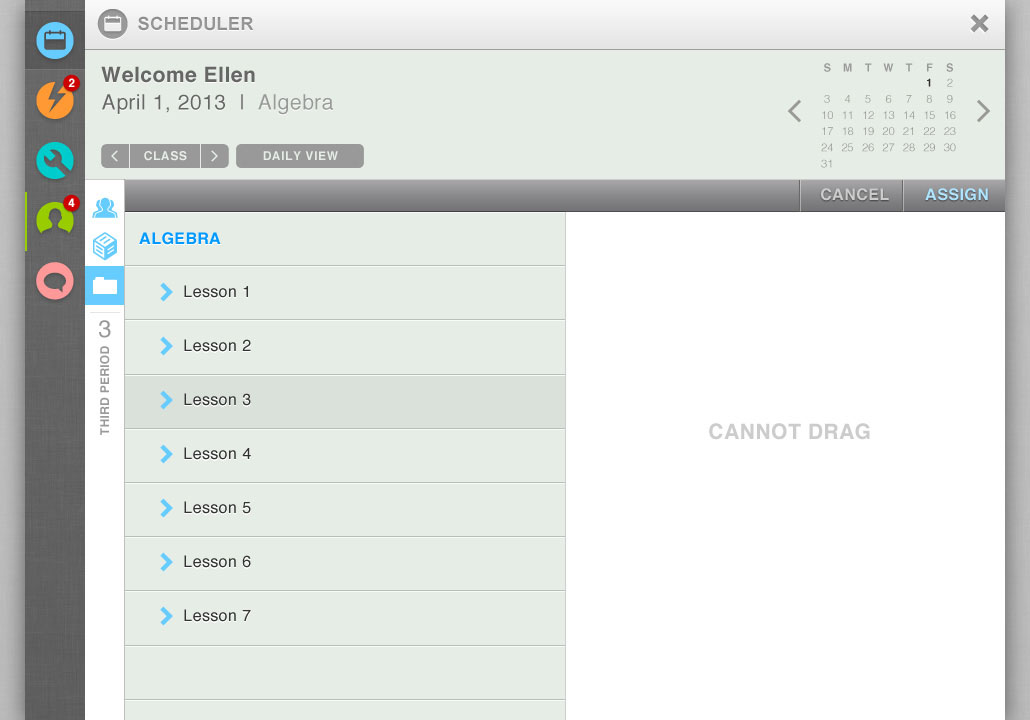 SCHEDULER
2
4
Welcome Ellen
April 1, 2013 | Algebra
CLASS
DAILY VIEW
S M T W T F S
1 2
3 4 5 6 7 8 9
10 11 12 13 14 15 16
17 18 19 20 21 22 23
24 25 26 27 28 29 30
31
CANCEL
ASSIGN
3
THIRD PERIOD
ALGEBRA
Lesson 1
Lesson 2
Lesson 3
Lesson 4
Lesson 5
Lesson 6
Lesson 7
CANNOT DRAG